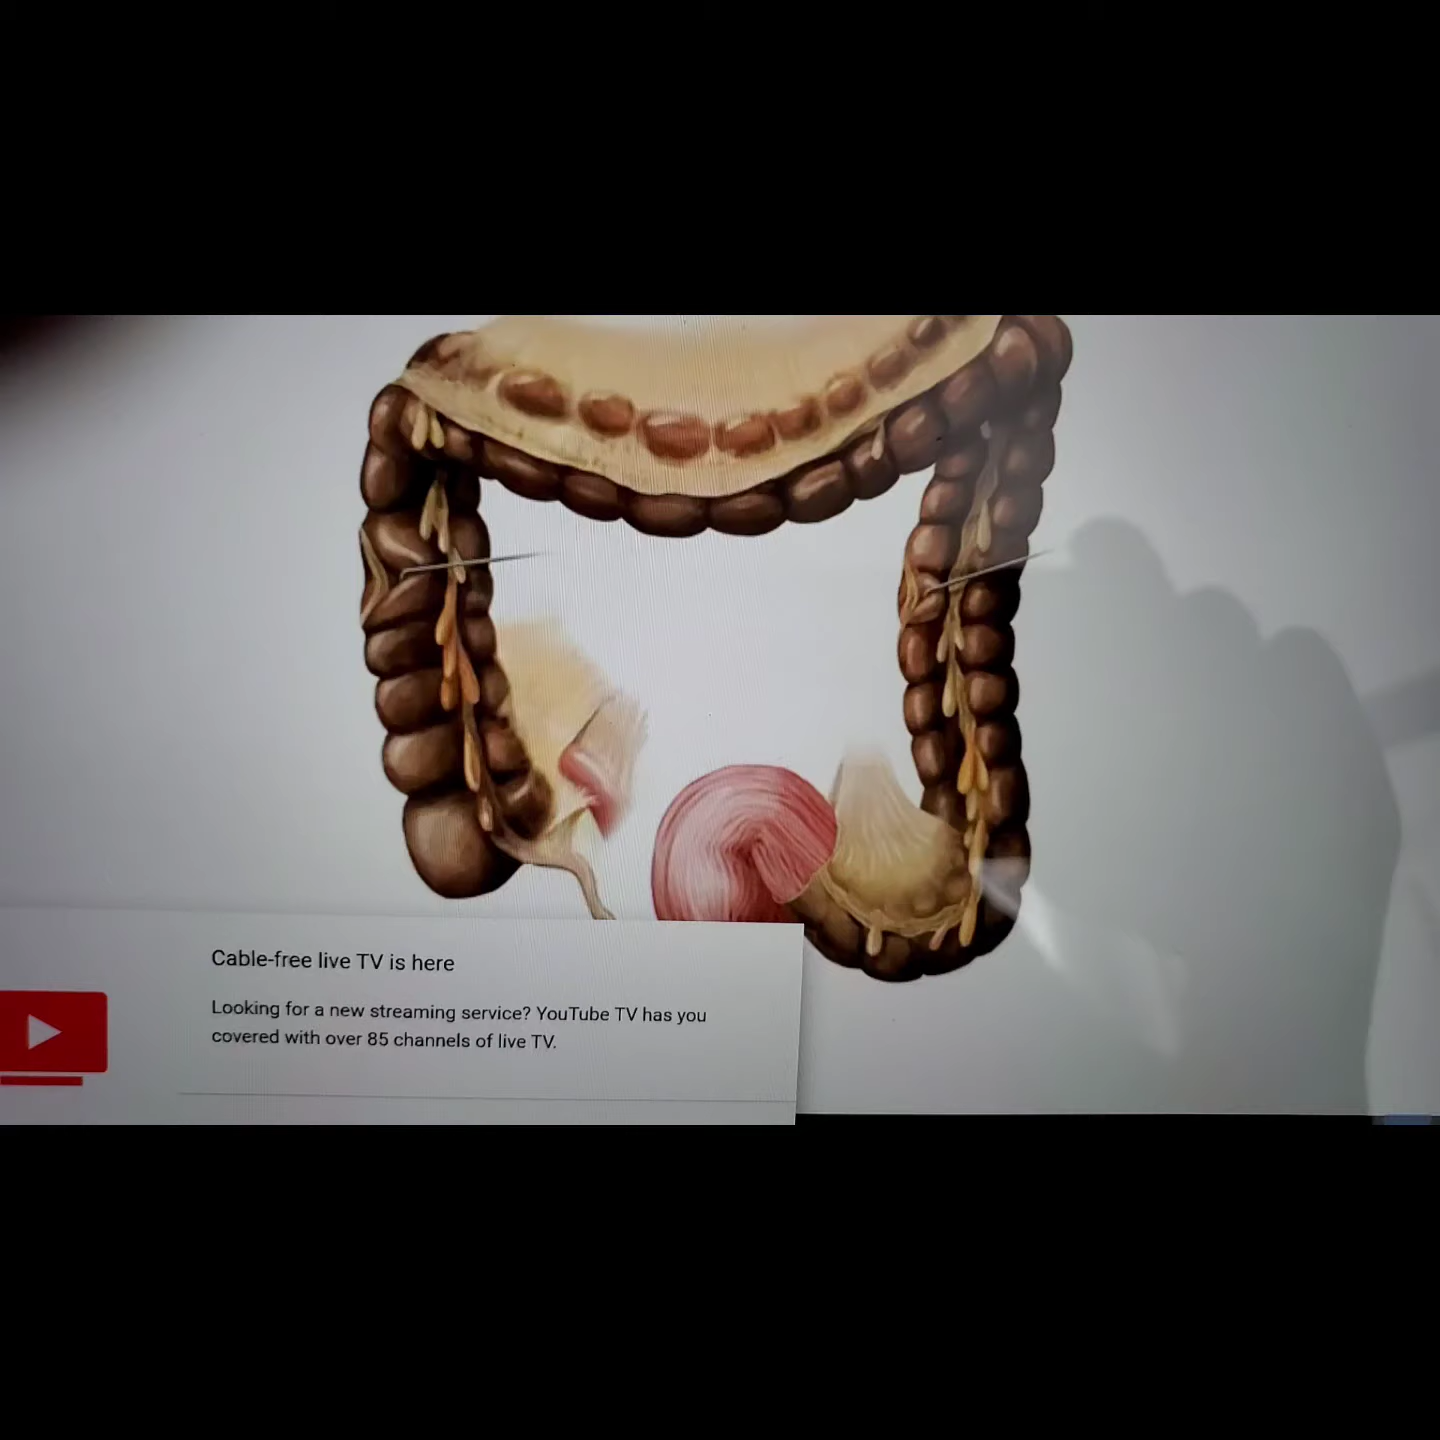 Cable-free live TV is here
Looking for a new streaming service? YouTube TV has you
covered with over 85 channels of live TV.